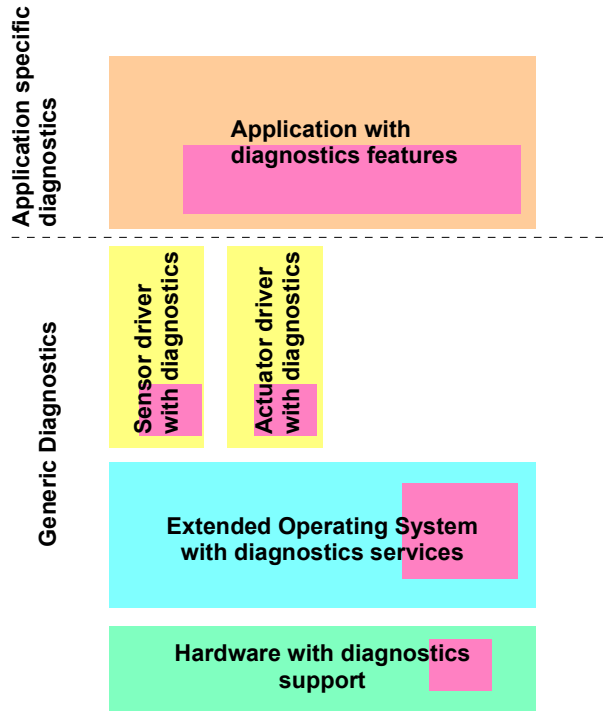 Application specific
diagnostics
Application with
diagnostics features
Generic Diagnostics
Sensor driver
with diagnostics
Actuator driver
with diagnostics
Extended Operating System
with diagnostics services
Hardware with diagnostics
support